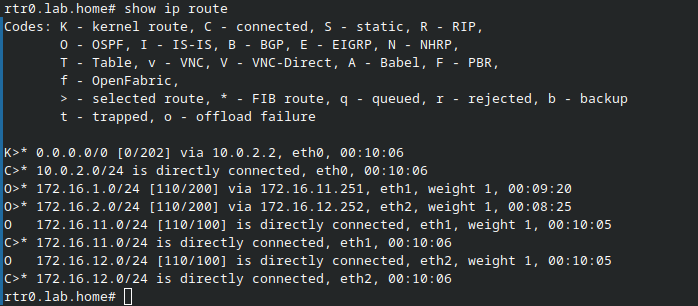 rtr0.lab.home# show ip route
Codes: K - kernel route, C - connected, S - static, R - RIP,
       O - OSPF, I - IS-IS, B - BGP, E - EIGRP, N - NHRP,
       T - Table, v - VNC, V - VNC-Direct, A - Babel, F - PBR,
       f - OpenFabric,
       > - selected route, * - FIB route, q - queued, r - rejected, b - backup
       t - trapped, o - offload failure

K>* 0.0.0.0/0 [0/202] via 10.0.2.2, eth0, 00:10:06
C>* 10.0.2.0/24 is directly connected, eth0, 00:10:06
O>* 172.16.1.0/24 [110/200] via 172.16.11.251, eth1, weight 1, 00:09:20
O>* 172.16.2.0/24 [110/200] via 172.16.12.252, eth2, weight 1, 00:08:25
O   172.16.11.0/24 [110/100] is directly connected, eth1, weight 1, 00:10:05
C>* 172.16.11.0/24 is directly connected, eth1, 00:10:06
O   172.16.12.0/24 [110/100] is directly connected, eth2, weight 1, 00:10:05
C>* 172.16.12.0/24 is directly connected, eth2, 00:10:06
rtr0.lab.home#